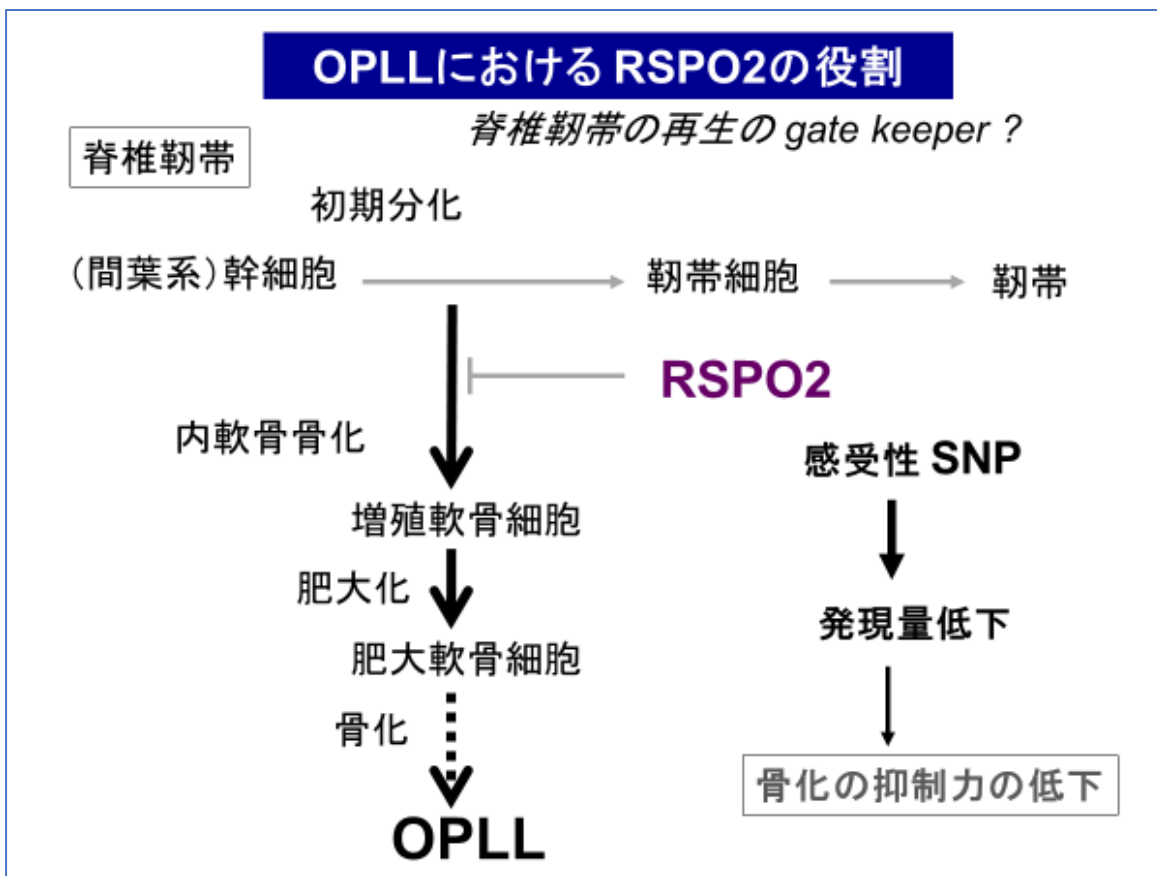 OPLLにおける RSPO2の役割
脊椎靭帯の再生の gate keeper ?
脊椎靭帯
初期分化
（間葉系）幹細胞
靭帯細胞
靭帯
RSPO2
内軟骨骨化
感受性 SNP
増殖軟骨細胞
肥大化
発現量低下
肥大軟骨細胞
骨化
骨化の抑制力の低下
OPLL